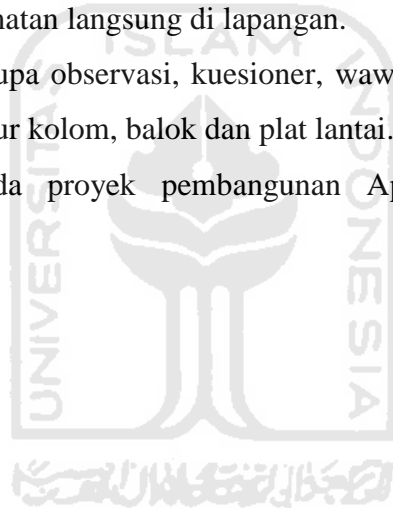 natan langsung di lapangan.
upa observasi, kuesioner, waw
ur kolom, balok dan plat lantai.
da proyek pembangunan Ap
ISLAM
UNIVERSITAS
INDONESIA